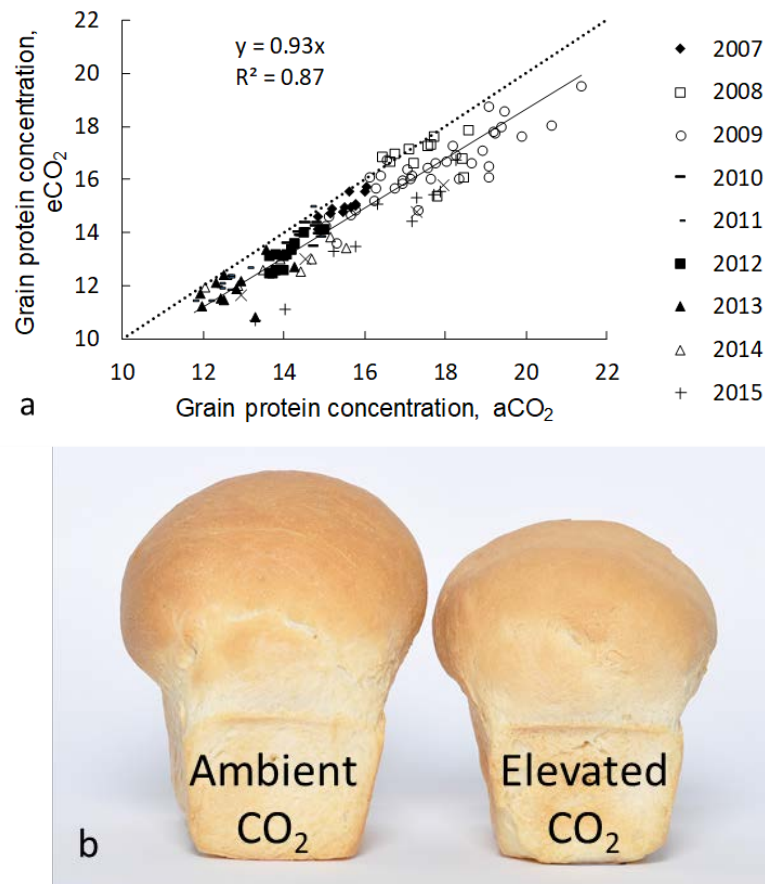 22
20
18
16
14
12
10
Grain protein concentration,
eCO₂
y = 0.93x
R² = 0.87
10 12 14 16 18 20 22
Grain protein concentration, aCO₂
2007
2008
2009
2010
2011
2012
2013
2014
2015
a
Ambient
CO₂
Elevated
CO₂
b